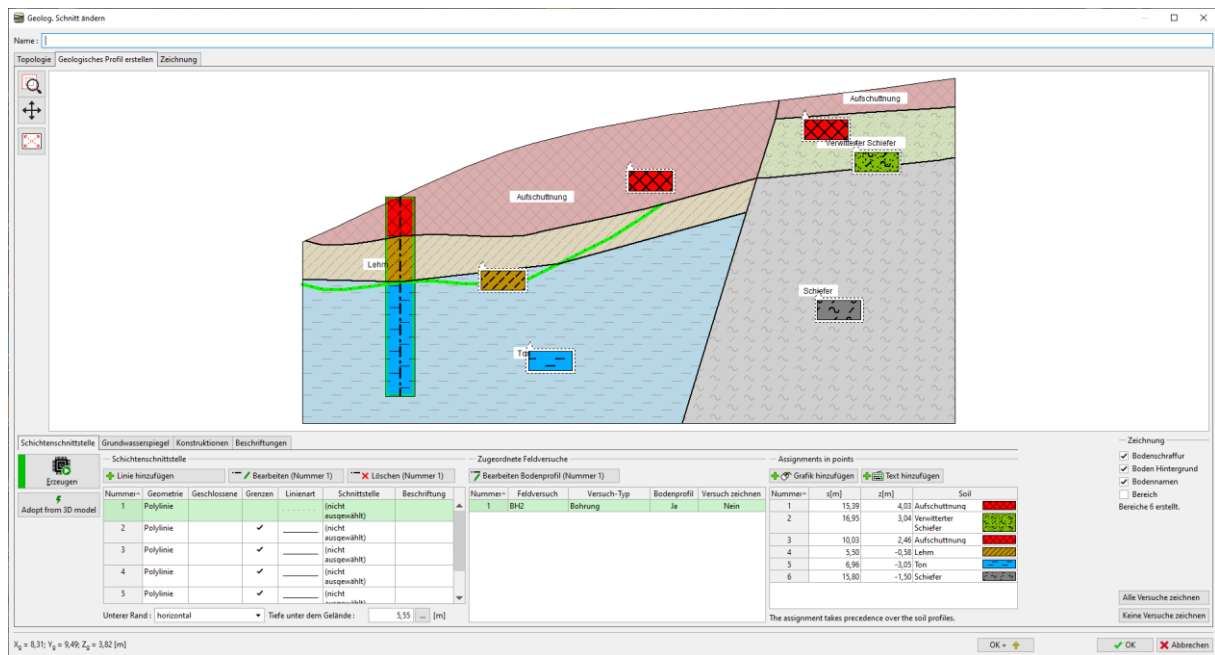 Geolog. Schnitt ändern
Name :
Topologie Geologisches Profil erstellen Zeichnung
Aufschuttnung
Verwitterter Schiefer
Aufschuttnung
Lehm
Schiefer
Schichtenschnittstelle Grundwasserspiegel Konstruktionen Beschriftungen
Erzeugen
Adopt from 3D model
Schichtenschnittstelle
Linie hinzufügen Bearbeiten (Nummer 1) Löschen (Nummer 1)
Nummer Geometrie Geschlossene Grenzen Linienart Schnittstelle Beschriftung
1 Polylinie (nicht ausgewählt)
2 Polylinie (nicht ausgewählt)
3 Polylinie (nicht ausgewählt)
4 Polylinie (nicht ausgewählt)
5 Polylinie (nicht
Unterer Rand : horizontal Tiefe unter dem Gelände : 5,55 ... [m]
Zugeordnete Feldversuche
Bearbeiten Bodenprofil (Nummer 1)
Nummer Feldversuch Versuch-Typ Bodenprofil Versuch zeichnen
1 BH2 Bohrung Ja Nein
Assignments in points
Grafik hinzufügen Text hinzufügen
Nummer s[m] z[m] Soil
1 15,39 4,03 Aufschuttnung
2 16,95 3,04 Verwitterter Schiefer
3 10,03 2,46 Aufschuttnung
4 5,50 -0,58 Lehm
5 6,96 -3,05 Ton
6 15,80 -1,50 Schiefer
The assignment takes precedence over the soil profiles.
Zeichnung
Bodenschraffur
Boden Hintergrund
Bodennamen
Bereich
Bereiche 6 erstellt.
Alle Versuche zeichnen
Keine Versuche zeichnen
Xg = 8,31; Yg = 9,49; Zg = 3,82 [m]
OK + OK Abbrechen